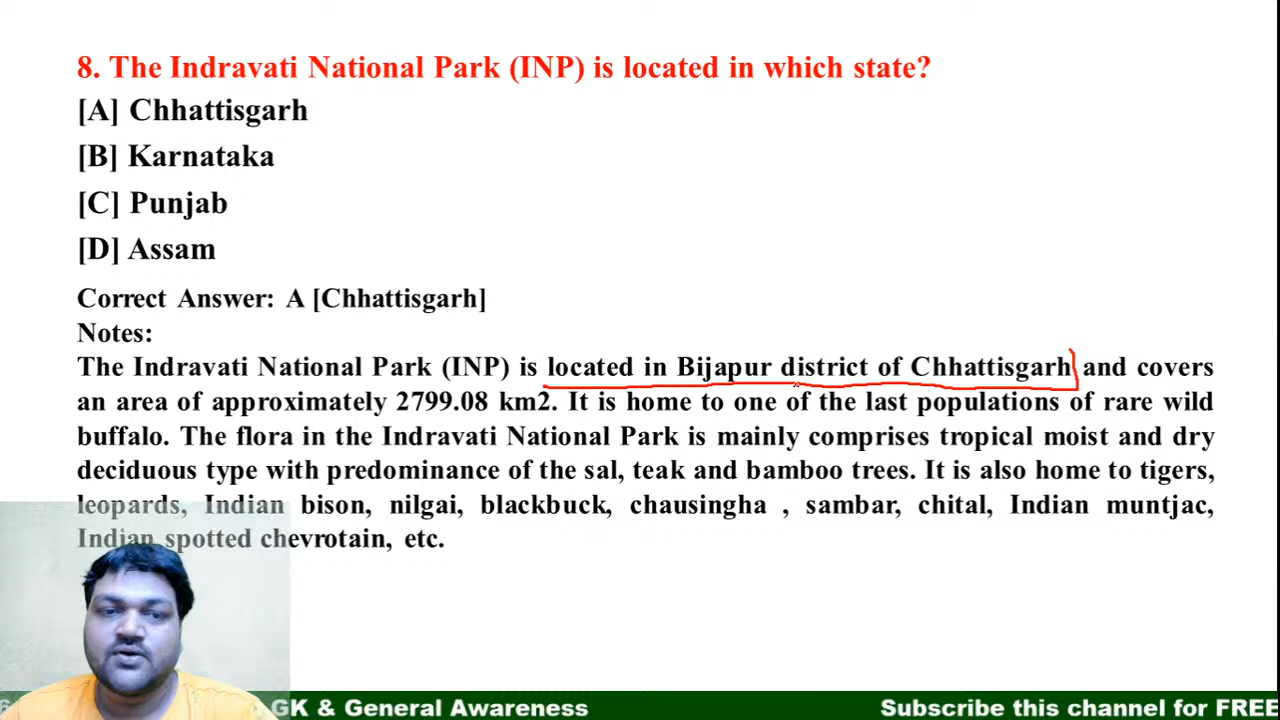 8. The Indravati National Park (INP) is located in which state?
[A] Chhattisgarh
[B] Karnataka
[C] Punjab
[D] Assam
Correct Answer: A [Chhattisgarh]
Notes:
The Indravati National Park (INP) is located in Bijapur district of Chhattisgarh and covers
an area of approximately 2799.08 km2. It is home to one of the last populations of rare wild
buffalo. The flora in the Indravati National Park is mainly comprises tropical moist and dry
deciduous type with predominance of the sal, teak and bamboo trees. It is also home to tigers,
leopards, Indian bison, nilgai, blackbuck, chausingha , sambar, chital, Indian muntjac,
Indian spotted chevrotain, etc.
GK & General Awareness Subscribe this channel for FREE